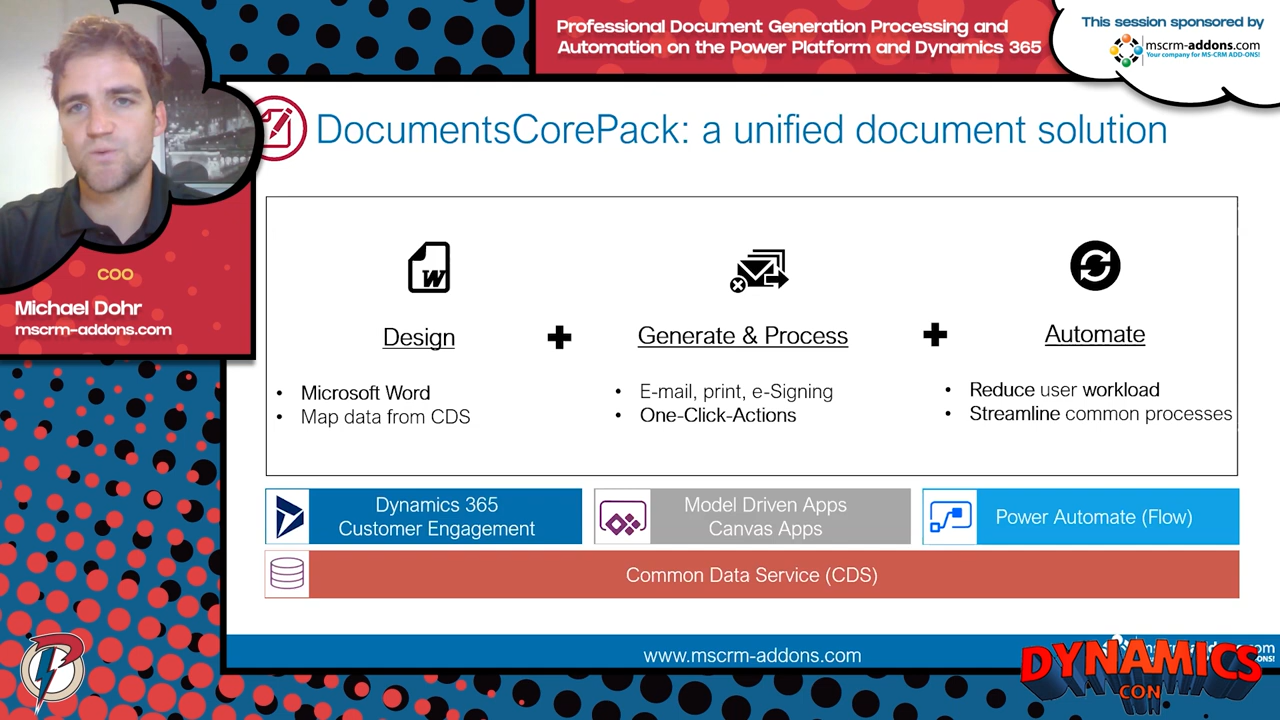 Professional Document Generation Processing and
Automation on the Power Platform and Dynamics 365
This session sponsored by
mscrm-addons.com
Your company for MS-CRM ADD-ONS!
DocumentsCorePack: a unified document solution
COO
Michael Dohr
mscrm-addons.com
W
Design
Generate & Process
Automate
• Microsoft Word
• Map data from CDS
• E-mail, print, e-Signing
• One-Click-Actions
• Reduce user workload
• Streamline common processes
Dynamics 365
Customer Engagement
Model Driven Apps
Canvas Apps
Power Automate (Flow)
Common Data Service (CDS)
www.mscrm-addons.com
DYNAMICS
CON